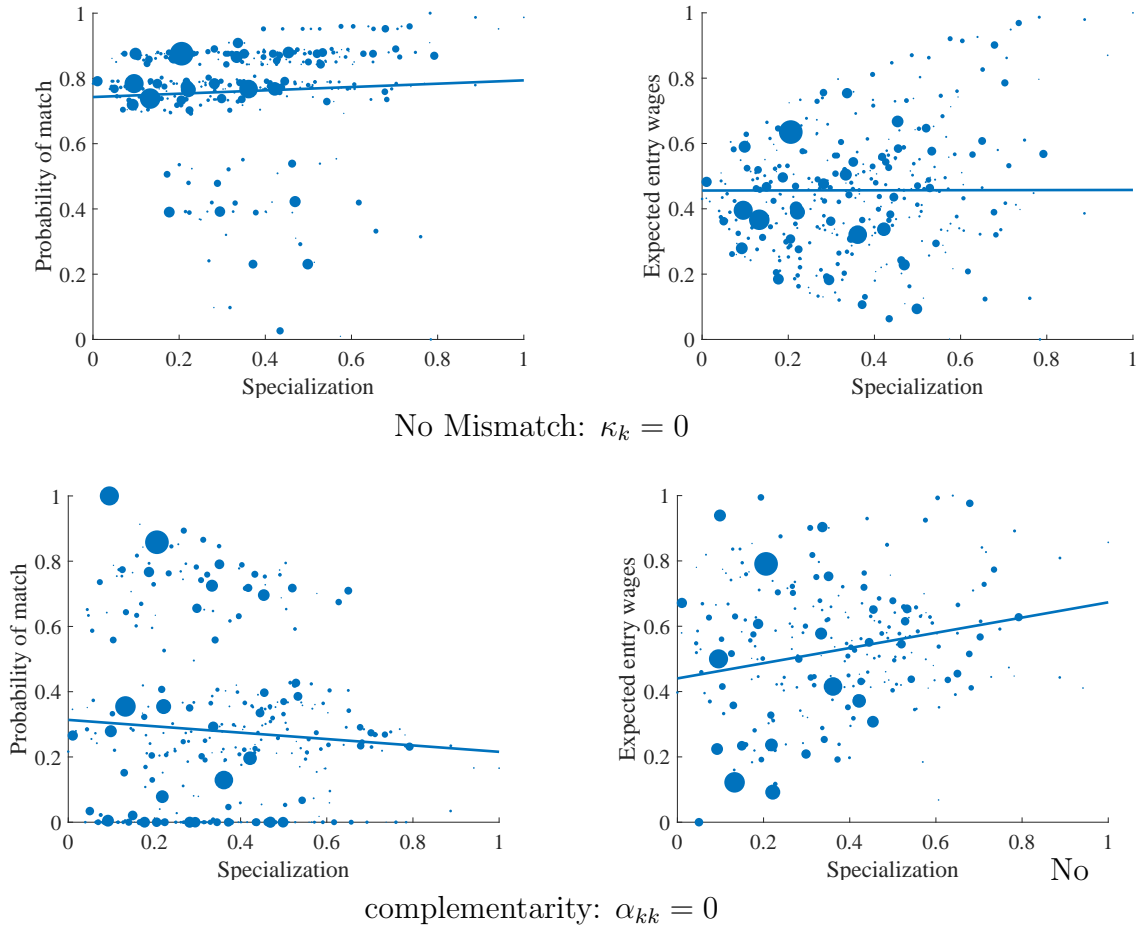 Probability of match
1
0.8
0.6
0.4
0.2
0
0 0.2 0.4 0.6 0.8 1
Specialization
Expected entry wages
1
0.8
0.6
0.4
0.2
0
0 0.2 0.4 0.6 0.8 1
Specialization
No Mismatch: κ_k = 0
Probability of match
1
0.8
0.6
0.4
0.2
0
0 0.2 0.4 0.6 0.8 1
Specialization
Expected entry wages
1
0.8
0.6
0.4
0.2
0
0 0.2 0.4 0.6 0.8 1
Specialization
No
complementarity: α_{kk} = 0